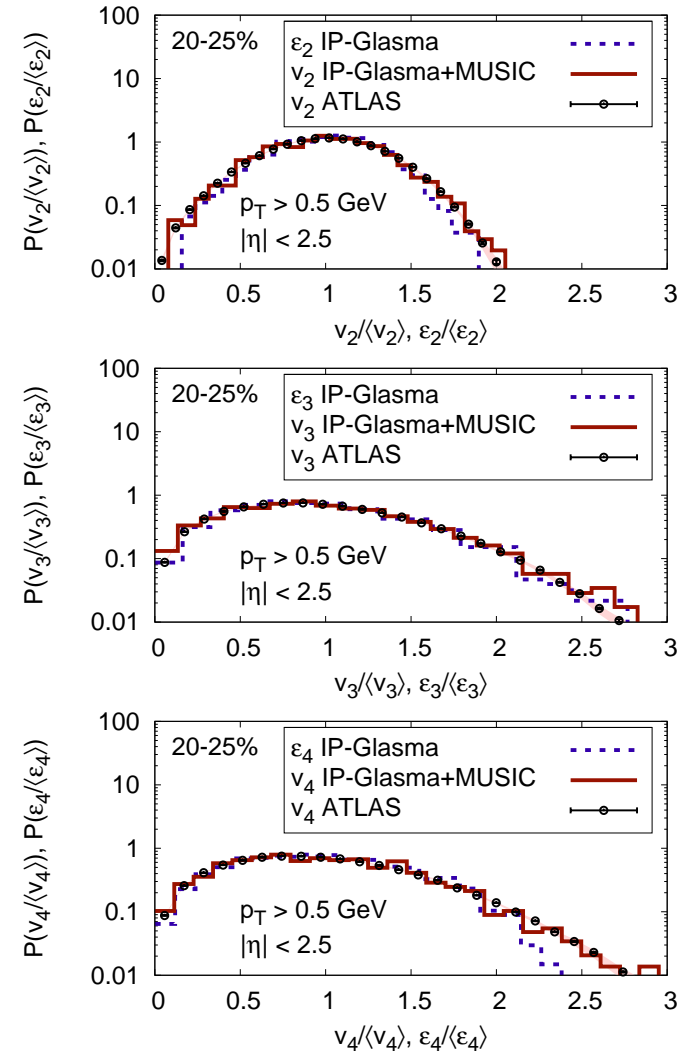 100
10
1
0.1
0.01
P(v₂/⟨v₂⟩), P(ε₂/⟨ε₂⟩)
20-25%
ε₂ IP-Glasma
v₂ IP-Glasma+MUSIC
v₂ ATLAS
p_T > 0.5 GeV
|η| < 2.5
0 0.5 1 1.5 2 2.5 3
v₂/⟨v₂⟩, ε₂/⟨ε₂⟩
100
10
1
0.1
0.01
P(v₃/⟨v₃⟩), P(ε₃/⟨ε₃⟩)
20-25%
ε₃ IP-Glasma
v₃ IP-Glasma+MUSIC
v₃ ATLAS
p_T > 0.5 GeV
|η| < 2.5
0 0.5 1 1.5 2 2.5 3
v₃/⟨v₃⟩, ε₃/⟨ε₃⟩
100
10
1
0.1
0.01
P(v₄/⟨v₄⟩), P(ε₄/⟨ε₄⟩)
20-25%
ε₄ IP-Glasma
v₄ IP-Glasma+MUSIC
v₄ ATLAS
p_T > 0.5 GeV
|η| < 2.5
0 0.5 1 1.5 2 2.5 3
v₄/⟨v₄⟩, ε₄/⟨ε₄⟩